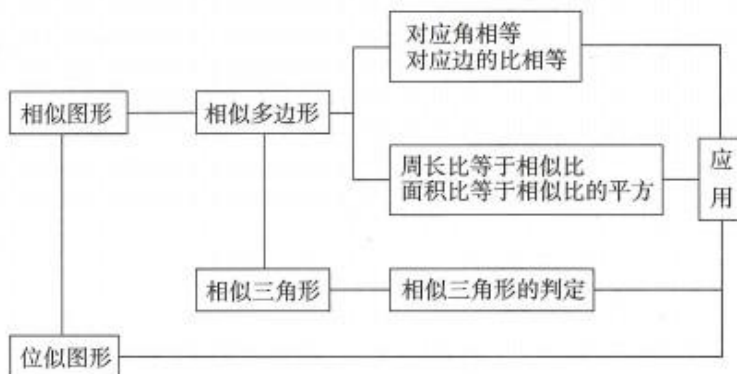 对应角相等
对应边的比相等
相似图形
相似多边形
周长比等于相似比
面积比等于相似比的平方
应
用
相似三角形
相似三角形的判定
位似图形